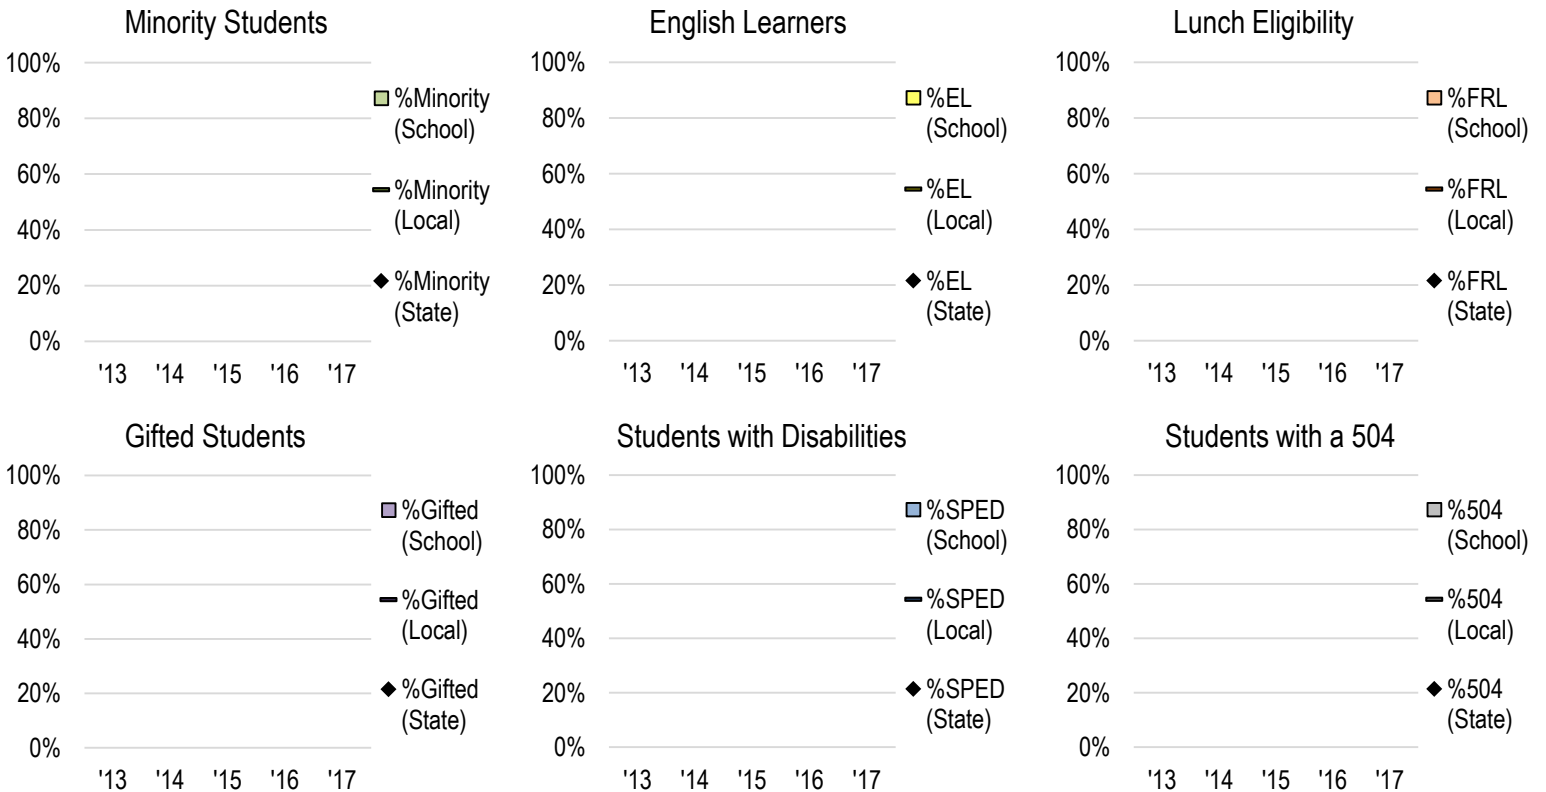 Minority Students
100%
80%
60%
40%
20%
0%
'13 '14 '15 '16 '17
%Minority
(School)
%Minority
(Local)
%Minority
(State)
English Learners
100%
80%
60%
40%
20%
0%
'13 '14 '15 '16 '17
%EL
(School)
%EL
(Local)
%EL
(State)
Lunch Eligibility
100%
80%
60%
40%
20%
0%
'13 '14 '15 '16 '17
%FRL
(School)
%FRL
(Local)
%FRL
(State)
Gifted Students
100%
80%
60%
40%
20%
0%
'13 '14 '15 '16 '17
%Gifted
(School)
%Gifted
(Local)
%Gifted
(State)
Students with Disabilities
100%
80%
60%
40%
20%
0%
'13 '14 '15 '16 '17
%SPED
(School)
%SPED
(Local)
%SPED
(State)
Students with a 504
100%
80%
60%
40%
20%
0%
'13 '14 '15 '16 '17
%504
(School)
%504
(Local)
%504
(State)